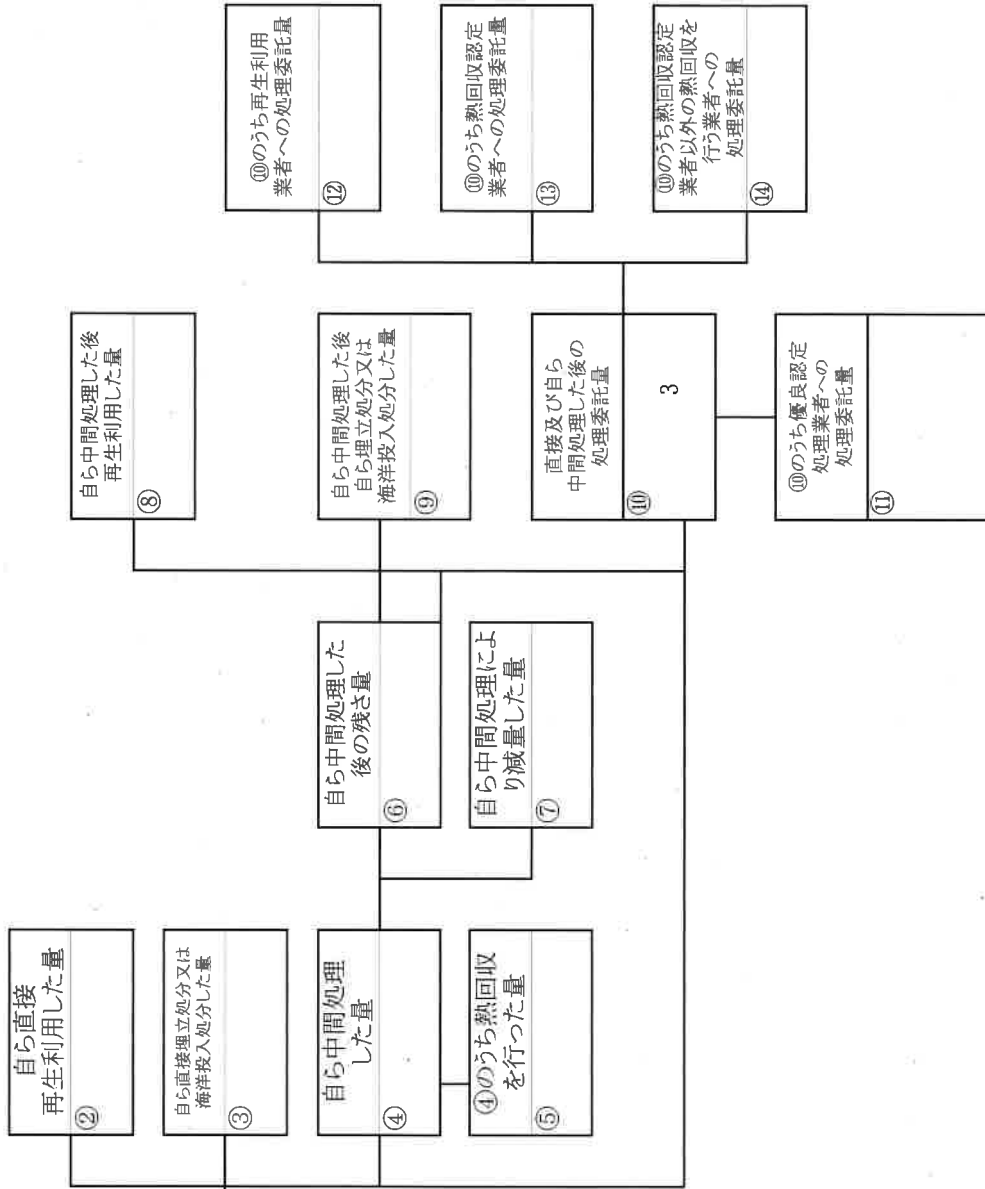 自ら直接
再生利用した量
②
自ら直接埋立処分又は
海洋投入処分した量
③
自ら中間処理
した量
④
④のうち熱回収
を行った量
⑤
自ら中間処理した
後の残さ量
⑥
自ら中間処理によ
り減量した量
⑦
自ら中間処理した後
再生利用した量
⑧
自ら中間処理した後
自ら埋立処分又は
海洋投入処分した量
⑨
直接及び自ら
中間処理した後の
処理委託量
⑩
3
⑩のうち優良認定
処理業者への
処理委託量
⑪
⑩のうち再生利用
業者への処理委託量
⑫
⑩のうち熱回収認定
業者への処理委託量
⑬
⑩のうち熱回収認定
業者以外の熱回収を
行う業者への
処理委託量
⑭